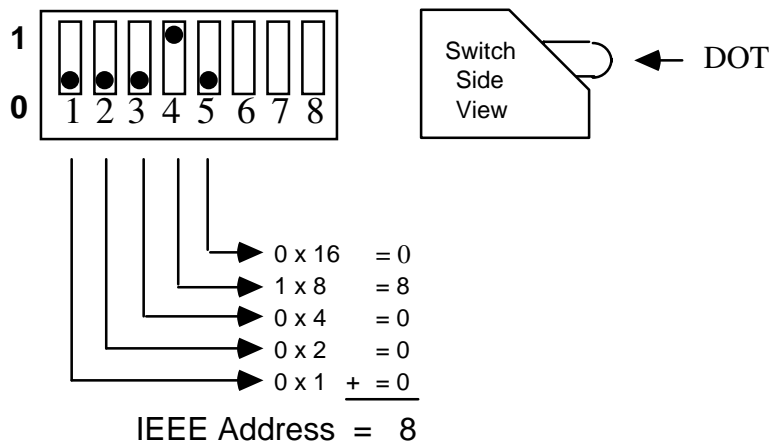 1
0
1 2 3 4 5 6 7 8
Switch
Side
View
DOT
0 x 16 = 0
1 x 8 = 8
0 x 4 = 0
0 x 2 = 0
0 x 1 + = 0
IEEE Address = 8